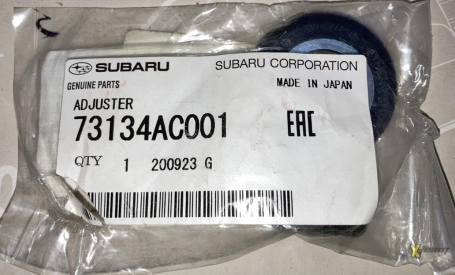 SUBARU SUBARU CORPORATION
GENUINE PARTS MADE IN JAPAN
ADJUSTER
73134AC001 EAC
QTY 1 200923 G